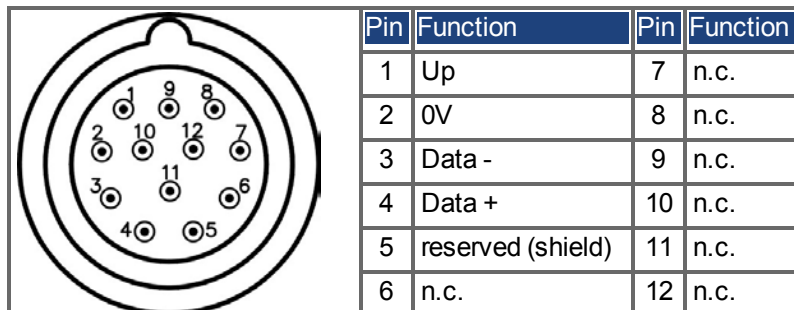 1 9 8
2 10 12 7
3 11 6
4 5
Pin Function Pin Function
1 Up 7 n.c.
2 0V 8 n.c.
3 Data - 9 n.c.
4 Data + 10 n.c.
5 reserved (shield) 11 n.c.
6 n.c. 12 n.c.